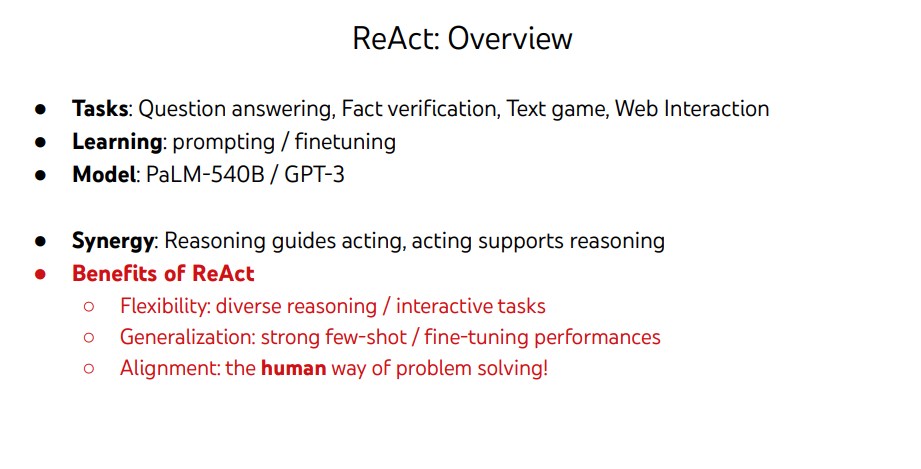 ReAct: Overview
● Tasks: Question answering, Fact verification, Text game, Web Interaction
● Learning: prompting / finetuning
● Model: PaLM-540B / GPT-3
● Synergy: Reasoning guides acting, acting supports reasoning
● Benefits of ReAct
○ Flexibility: diverse reasoning / interactive tasks
○ Generalization: strong few-shot / fine-tuning performances
○ Alignment: the human way of problem solving!